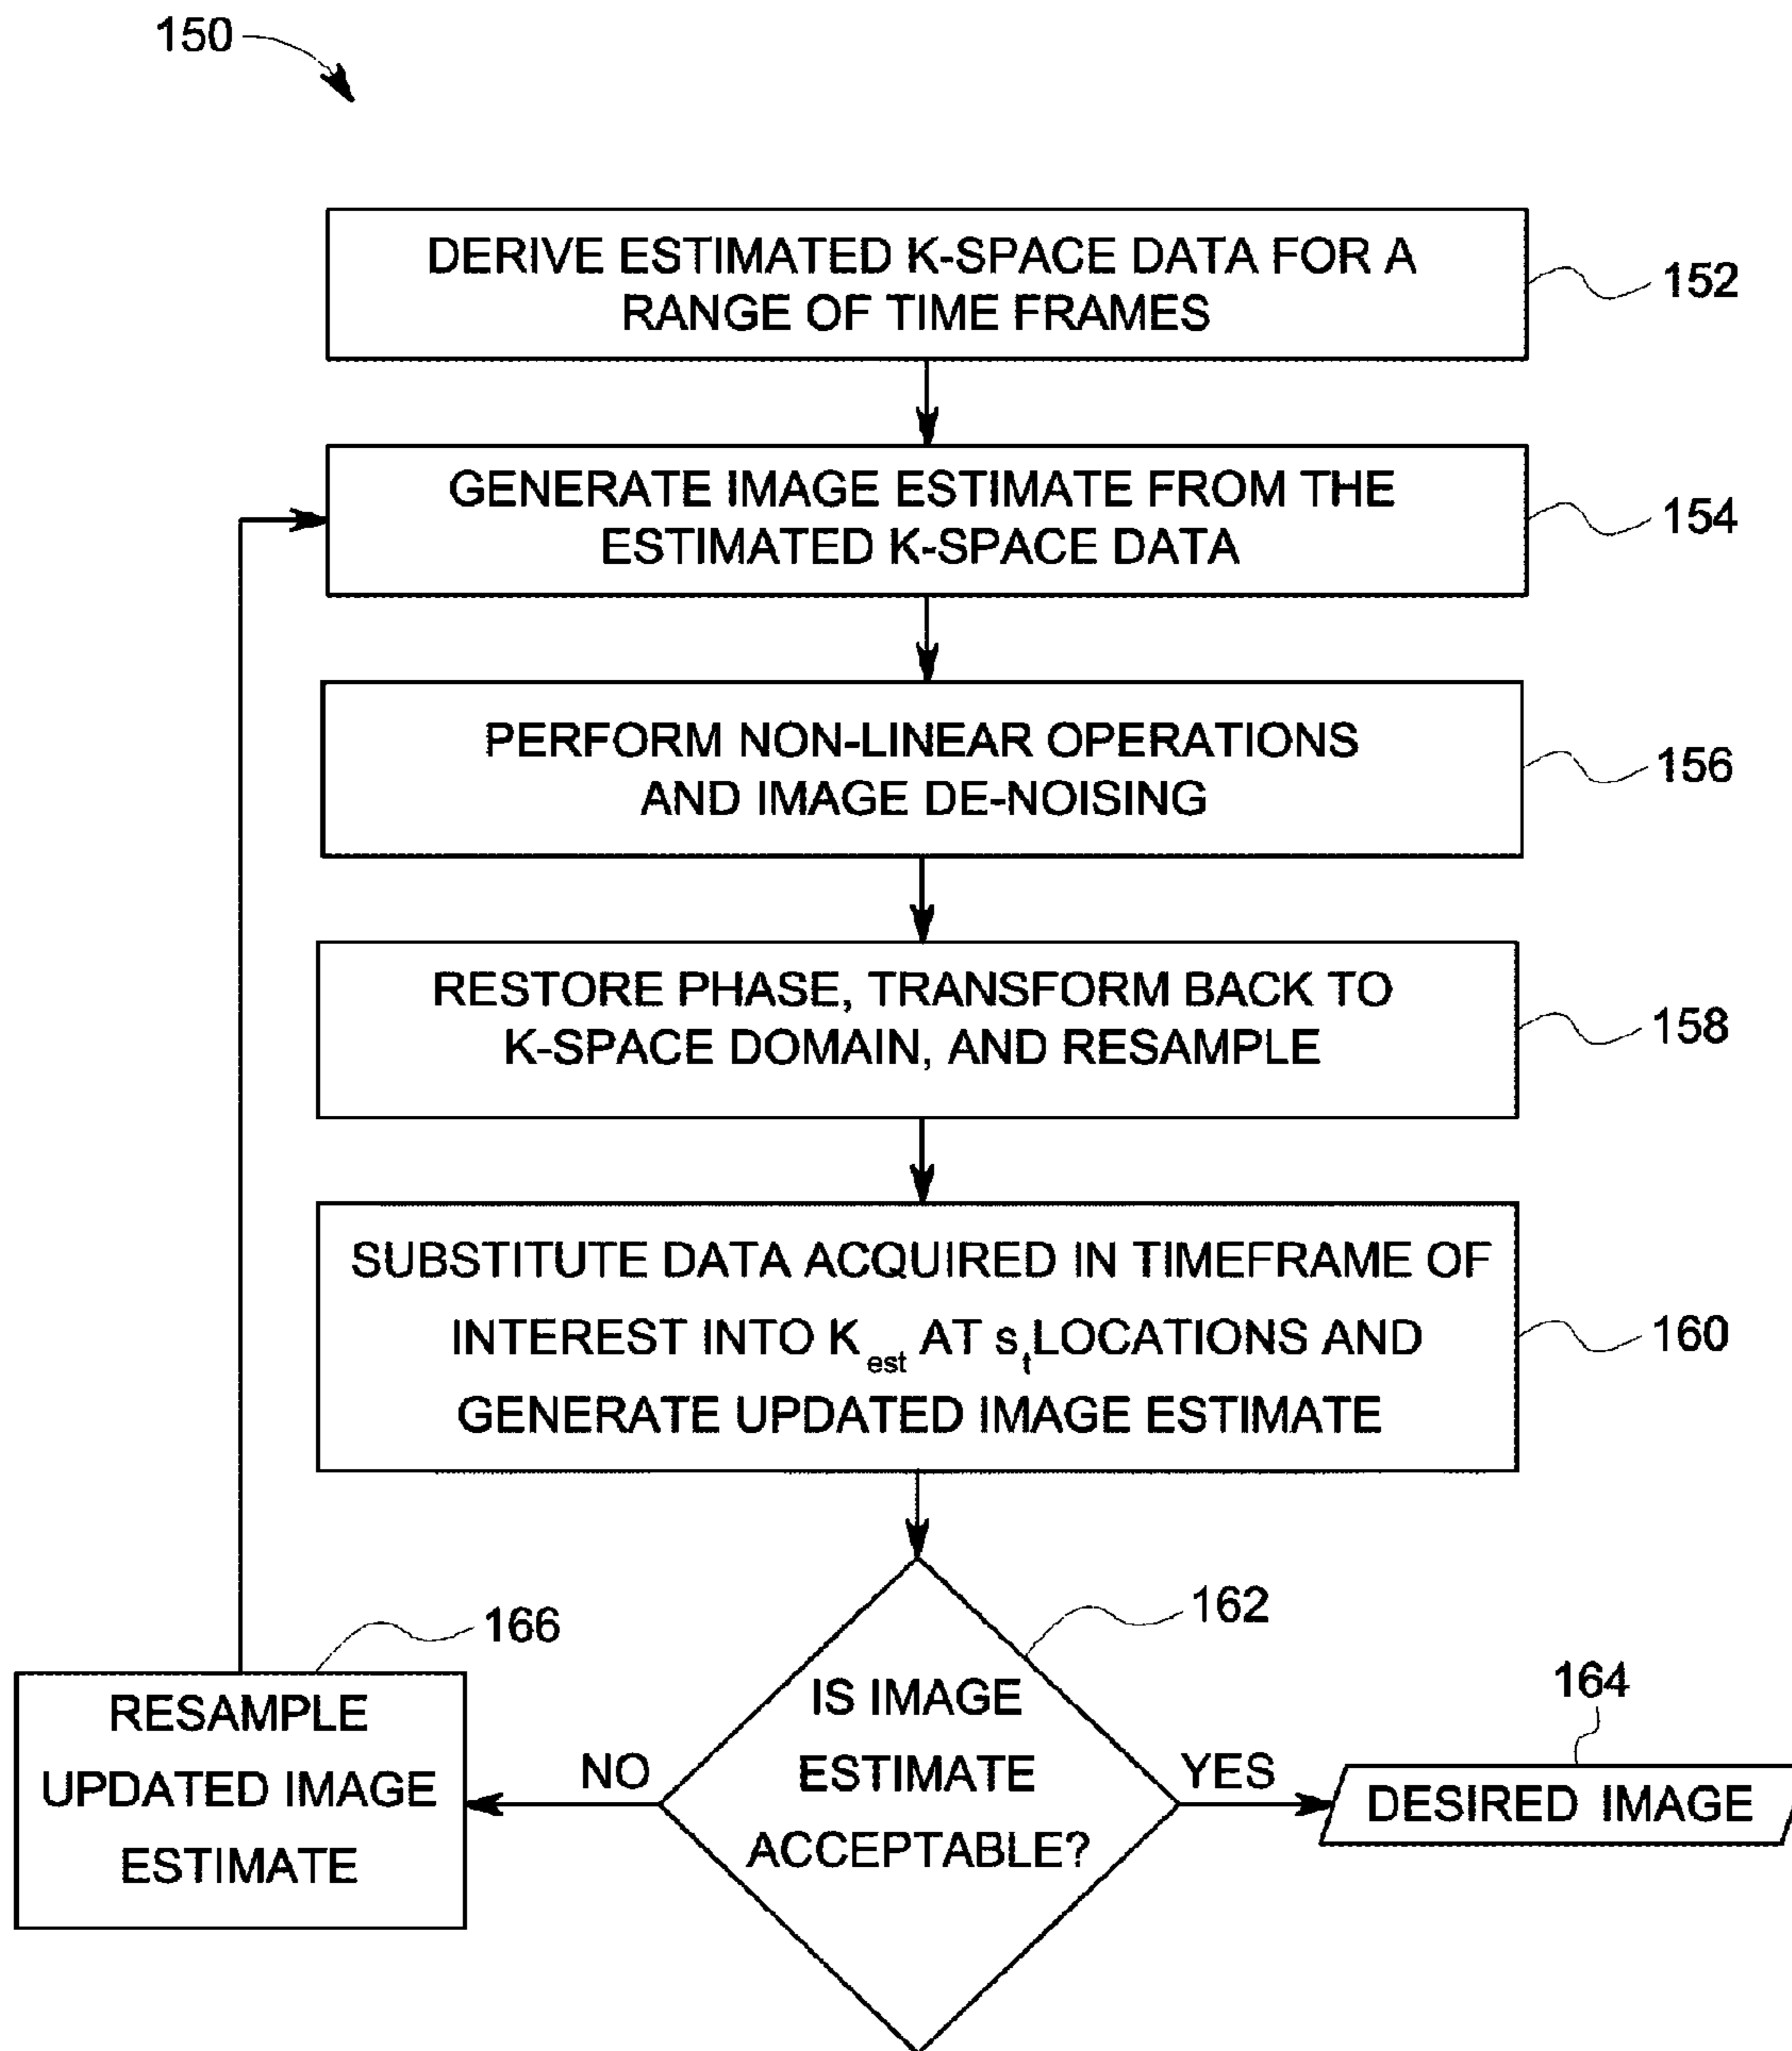 150
DERIVE ESTIMATED K-SPACE DATA FOR A
RANGE OF TIME FRAMES
152
GENERATE IMAGE ESTIMATE FROM THE
ESTIMATED K-SPACE DATA
154
PERFORM NON-LINEAR OPERATIONS
AND IMAGE DE-NOISING
156
RESTORE PHASE, TRANSFORM BACK TO
K-SPACE DOMAIN, AND RESAMPLE
158
SUBSTITUTE DATA ACQUIRED IN TIMEFRAME OF
INTEREST INTO K_est AT s_t LOCATIONS AND
GENERATE UPDATED IMAGE ESTIMATE
160
162
IS IMAGE
ESTIMATE
ACCEPTABLE?
NO
YES
166
RESAMPLE
UPDATED IMAGE
ESTIMATE
164
DESIRED IMAGE